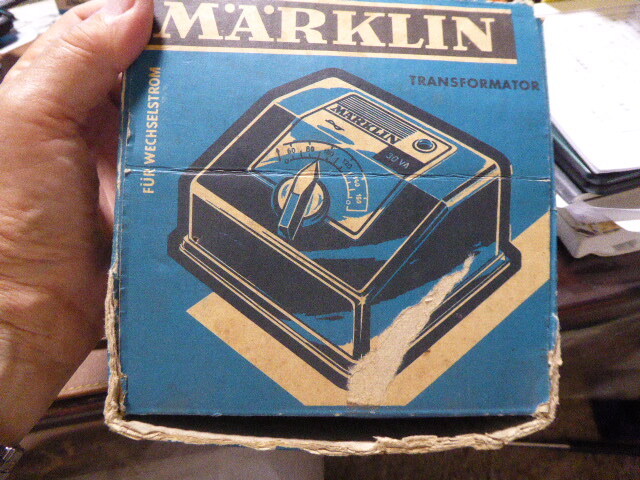 MÄRKLIN
TRANSFORMATOR
FÜR WECHSELSTROM
MÄRKLIN
30 VA